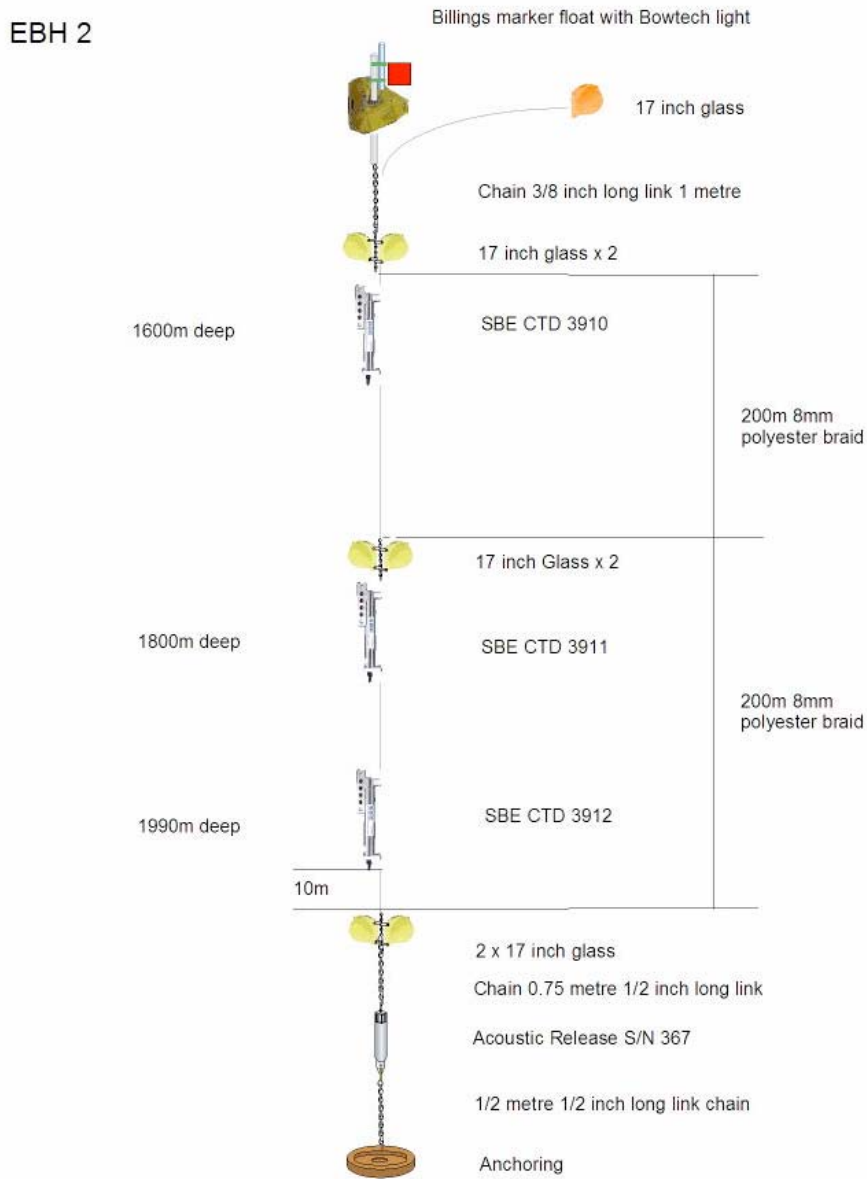 EBH 2
Billings marker float with Bowtech light
17 inch glass
Chain 3/8 inch long link 1 metre
17 inch glass x 2
1600m deep
SBE CTD 3910
200m 8mm
polyester braid
17 inch Glass x 2
1800m deep
SBE CTD 3911
200m 8mm
polyester braid
1990m deep
SBE CTD 3912
10m
2 x 17 inch glass
Chain 0.75 metre 1/2 inch long link
Acoustic Release S/N 367
1/2 metre 1/2 inch long link chain
Anchoring